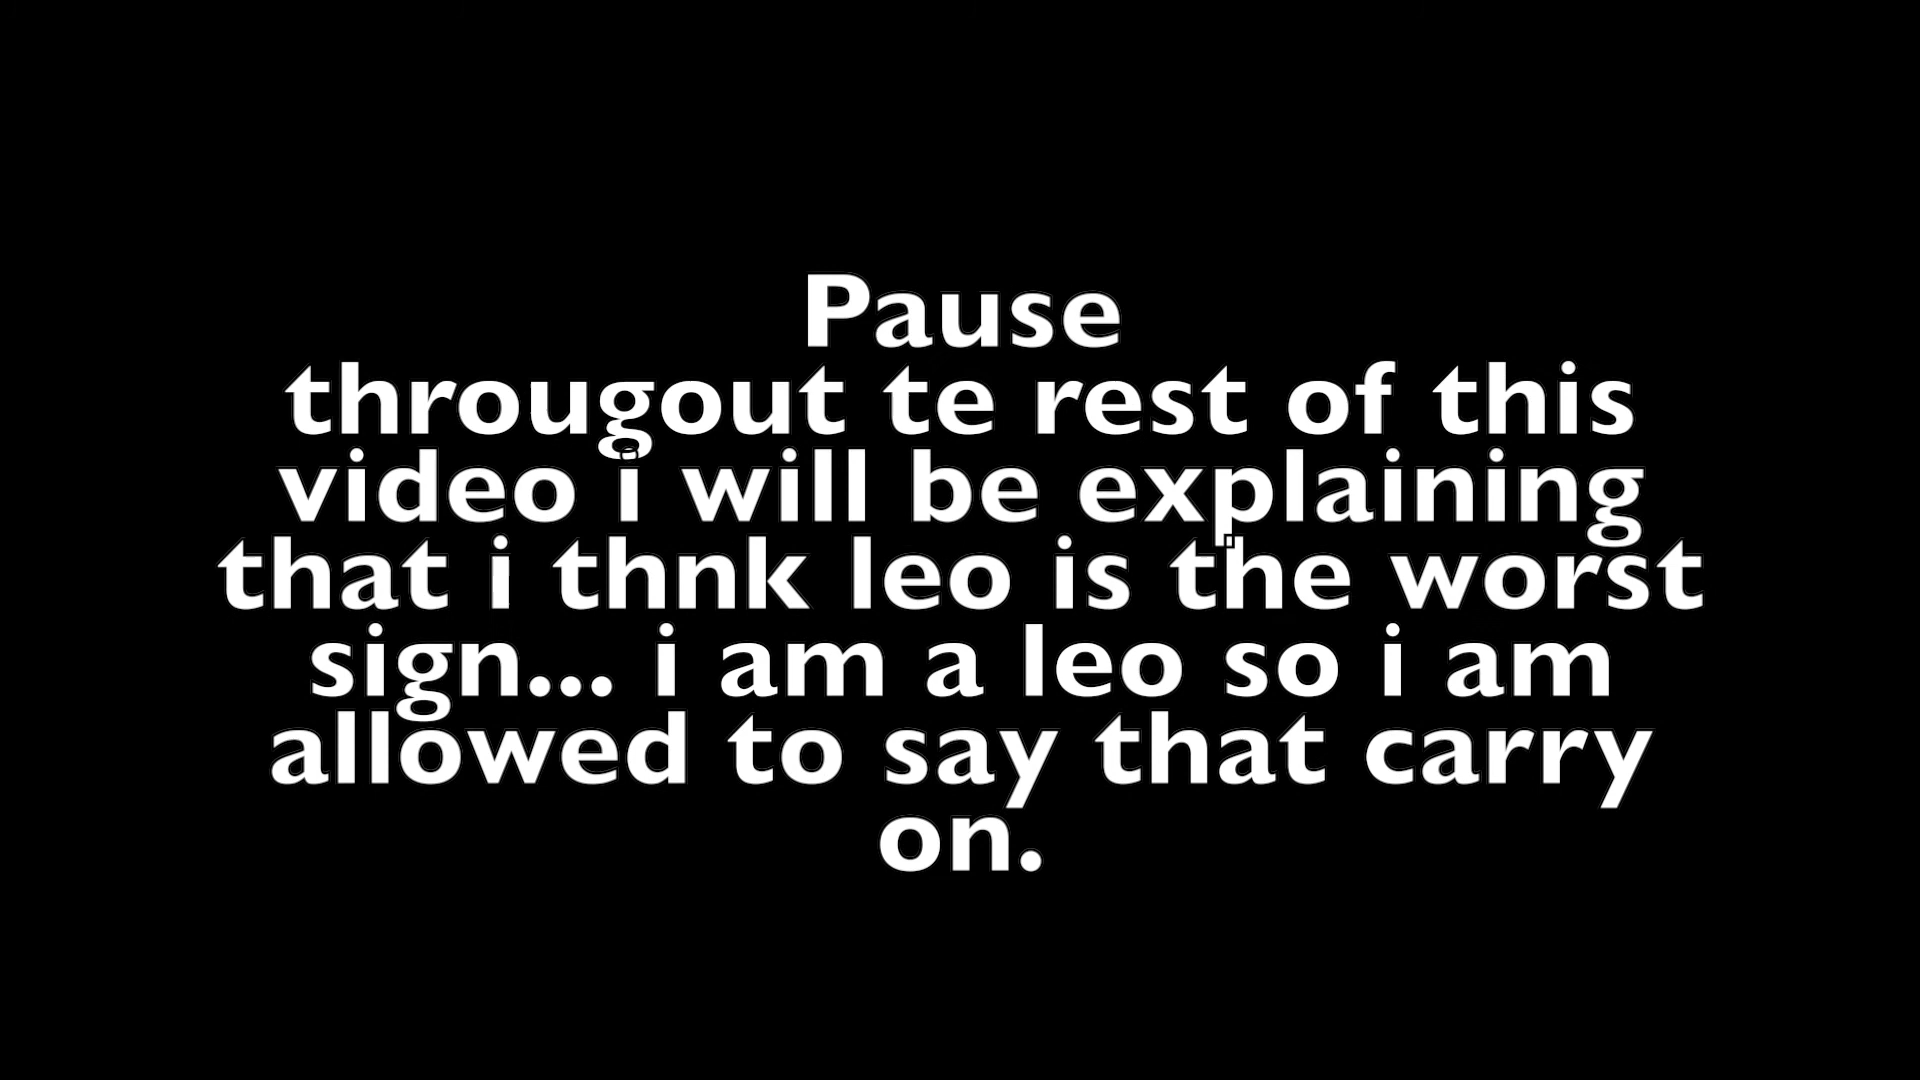 Pause
througout te rest of this
video i will be explaining
that i thnk leo is the worst
sign... i am a leo so i am
allowed to say that carry
on.